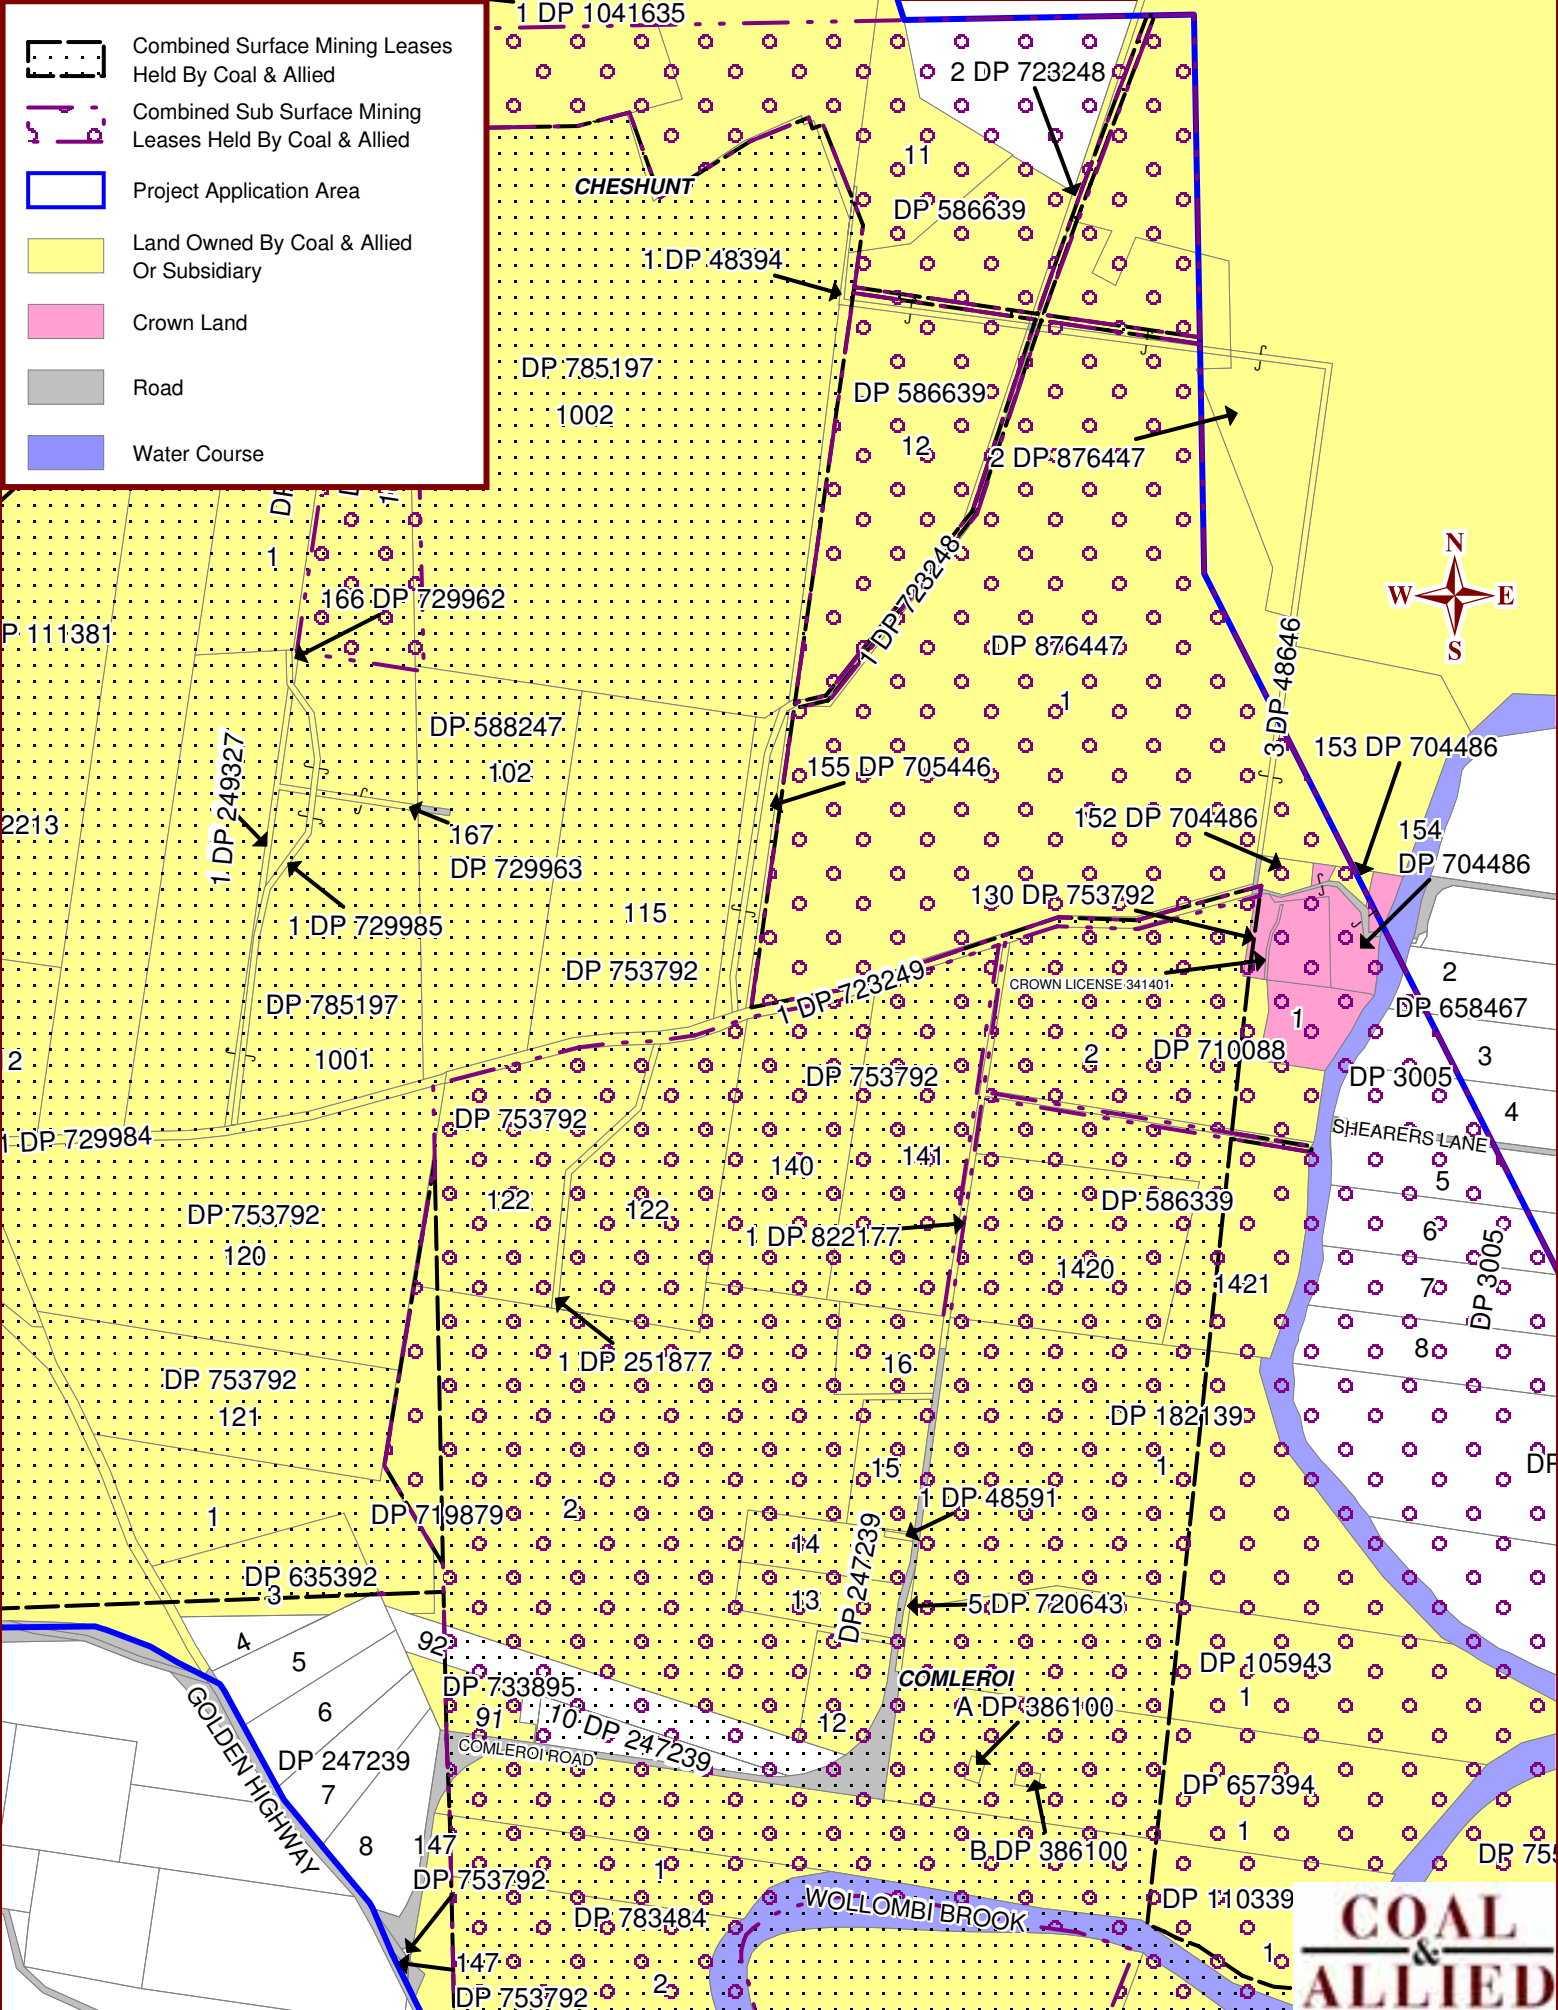 Combined Surface Mining Leases
Held By Coal & Allied
Combined Sub Surface Mining
Leases Held By Coal & Allied
Project Application Area
Land Owned By Coal & Allied
Or Subsidiary
Crown Land
Road
Water Course
1 DP 1041635
2 DP 723248
11
CHESHUNT
DP 586639
1 DP 48394
DP 785197
1002
DP 586639
12
2 DP 876447
1
166 DP 729962
P 111381
1 DP 723248
DP 876447
1
3 DP 48646
N
W
E
S
DP 588247
102
1 DP 249327
155 DP 705446
153 DP 704486
2213
167
DP 729963
152 DP 704486
154
DP 704486
1 DP 729985
115
130 DP 753792
DP 753792
CROWN LICENSE 341401
2
DP 658467
DP 785197
1 DP 723249
1
2
1001
2
DP 710088
3
DP 753792
DP 3005
4
DP 753792
1 DP 729984
SHEARERS LANE
140
141
5
122
122
DP 586339
DP 753792
120
1 DP 822177
6
1420
1421
7
DP 3005
8
1 DP 251877
16
DP 753792
121
DP 182139
1
15
DP
1
DP 719879
2
1 DP 48591
14
DP 247239
DP 635392
3
13
5 DP 720643
4
92
5
COMLEROI
DP 105943
1
DP 733895
91
6
10 DP 247239
12
A DP 386100
GOLDEN HIGHWAY
COMLEROI ROAD
DP 247239
7
DP 657394
1
8
147
B DP 386100
DP 755
DP 753792
1
DP 783484
WOLLOMBI BROOK
DP 110339
1
147
DP 753792
2
COAL
&
ALLIED